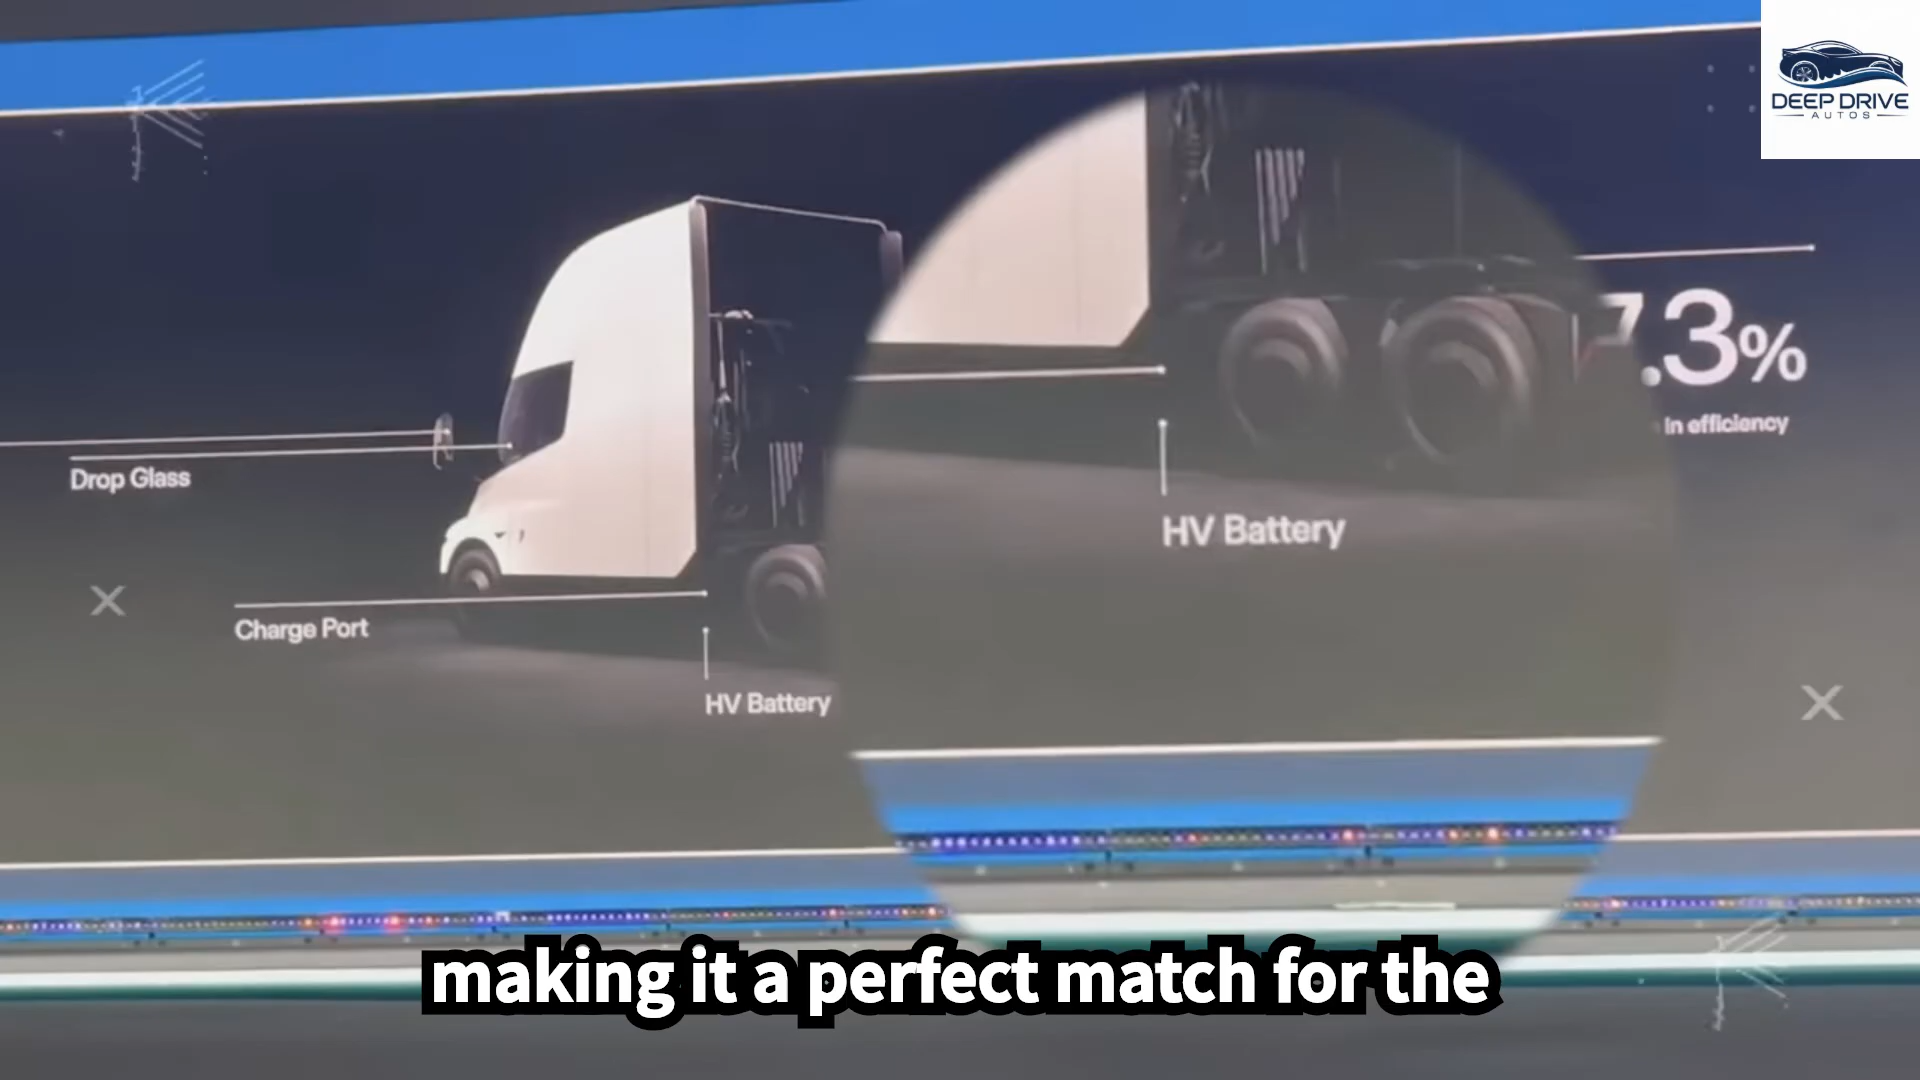 DEEP DRIVE
AUTOS
.3%
in efficiency
Drop Glass
HV Battery
Charge Port
HV Battery
making it a perfect match for the